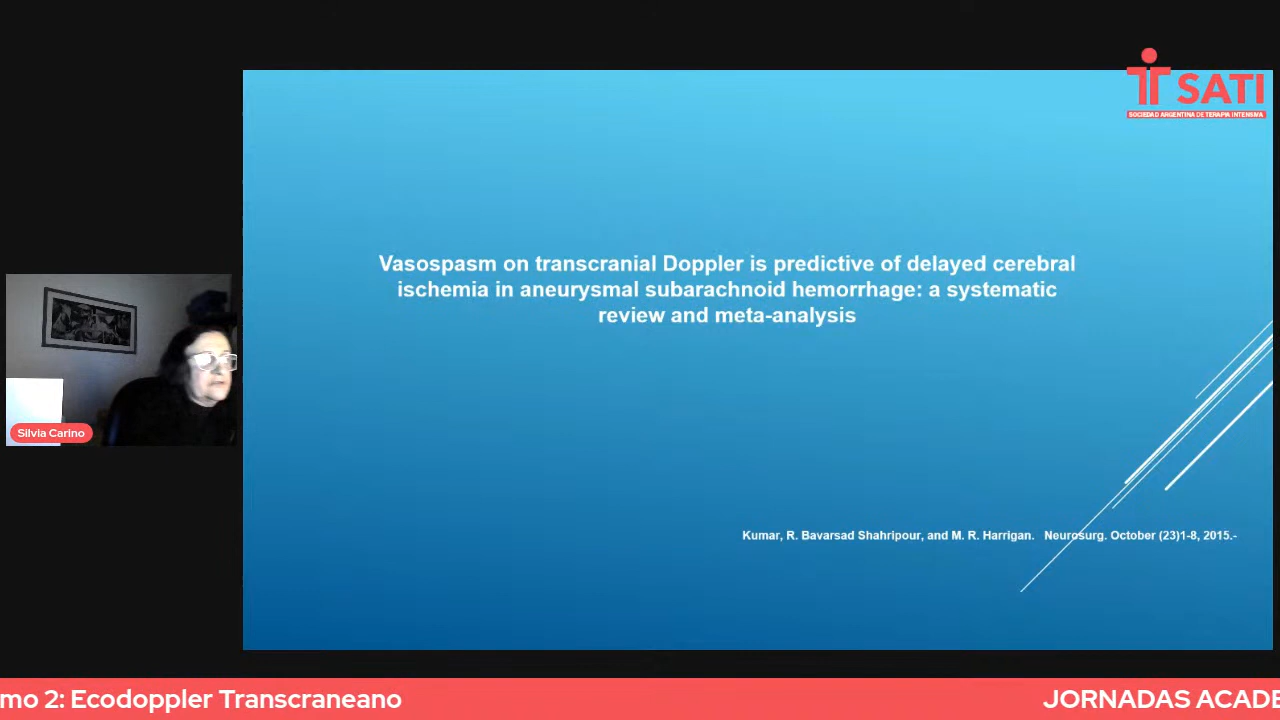 SATI
SOCIEDAD ARGENTINA DE TERAPIA INTENSIVA
Vasospasm on transcranial Doppler is predictive of delayed cerebral
ischemia in aneurysmal subarachnoid hemorrhage: a systematic
review and meta-analysis
Silvia Carino
Kumar, R. Bavarsad Shahripour, and M. R. Harrigan. Neurosurg. October (23)1-8, 2015.-
mo 2: Ecodoppler Transcraneano
JORNADAS ACADE